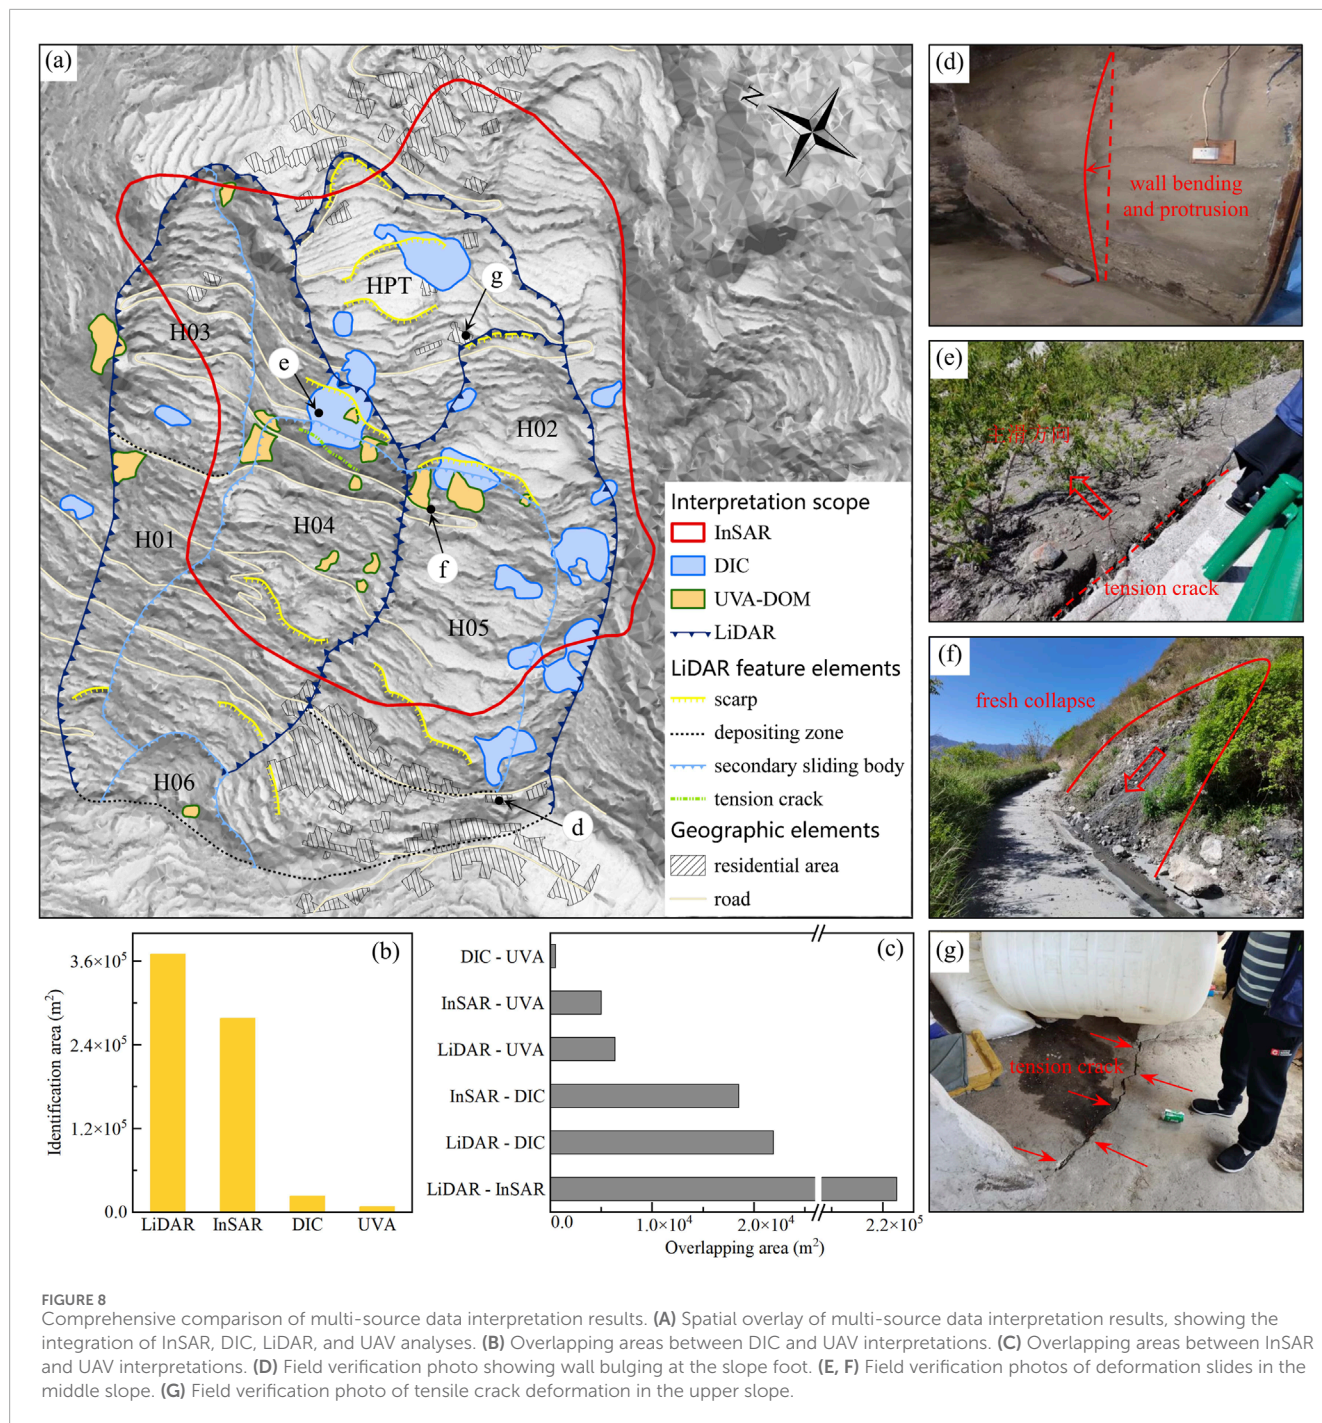 (a)
N
HPT
g
H03
e
H02
H01
H04
f
H05
H06
d
Interpretation scope
InSAR
DIC
UVA-DOM
LiDAR
LiDAR feature elements
scarp
depositing zone
secondary sliding body
tension crack
Geographic elements
residential area
road
(d)
wall bending
and protrusion
(e)
主滑方向
tension crack
(f)
fresh collapse
(g)
tension crack
(b)
Identification area (m²)
3.6×10⁵
2.4×10⁵
1.2×10⁵
0.0
LiDAR InSAR DIC UVA
(c)
DIC - UVA
InSAR - UVA
LiDAR - UVA
InSAR - DIC
LiDAR - DIC
LiDAR - InSAR
0.0 1.0×10⁴ 2.0×10⁴ 2.2×10⁵
Overlapping area (m²)
FIGURE 8
Comprehensive comparison of multi-source data interpretation results. (A) Spatial overlay of multi-source data interpretation results, showing the
integration of InSAR, DIC, LiDAR, and UAV analyses. (B) Overlapping areas between DIC and UAV interpretations. (C) Overlapping areas between InSAR
and UAV interpretations. (D) Field verification photo showing wall bulging at the slope foot. (E, F) Field verification photos of deformation slides in the
middle slope. (G) Field verification photo of tensile crack deformation in the upper slope.